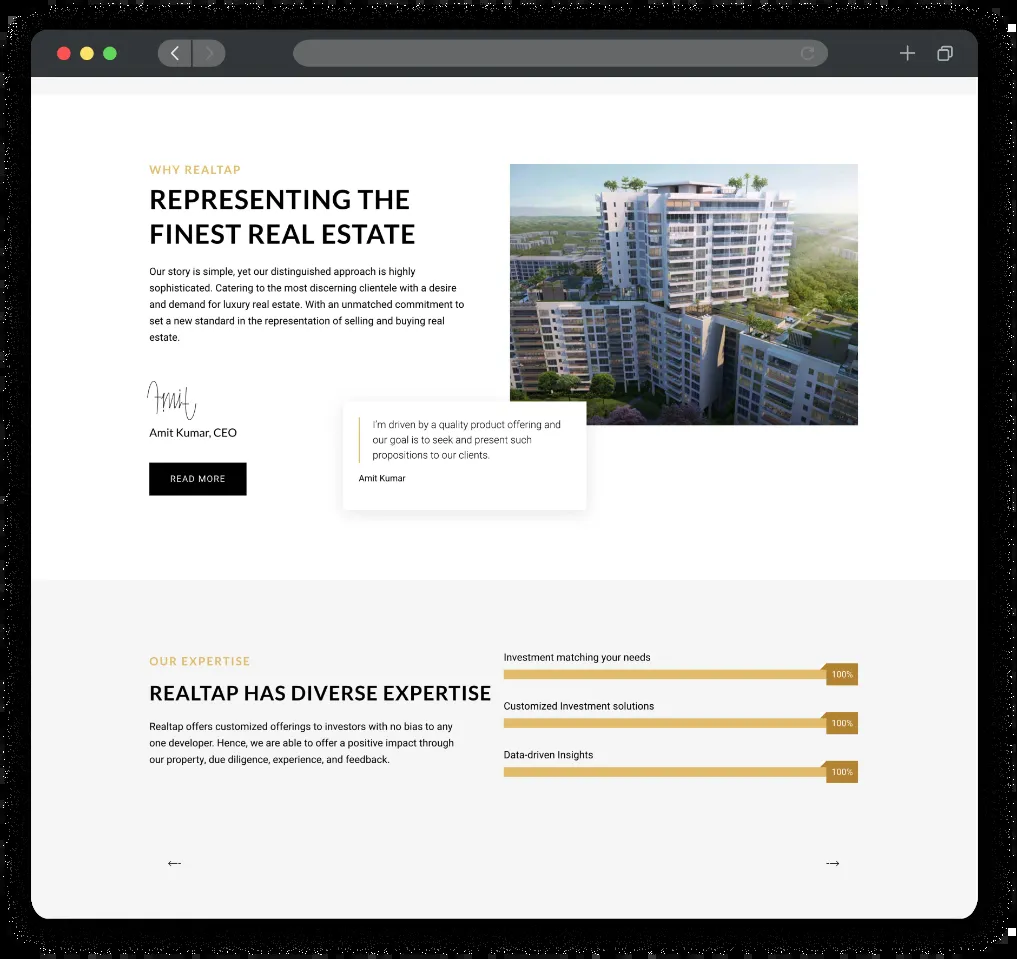 WHY REALTAP
REPRESENTING THE
FINEST REAL ESTATE
Our story is simple, yet our distinguished approach is highly
sophisticated. Catering to the most discerning clientele with a desire
and demand for luxury real estate. With an unmatched commitment to
set a new standard in the representation of selling and buying real
estate.
Amit
Amit Kumar, CEO
READ MORE
I'm driven by a quality product offering and
our goal is to seek and present such
propositions to our clients.
Amit Kumar
OUR EXPERTISE
REALTAP HAS DIVERSE EXPERTISE
Realtap offers customized offerings to investors with no bias to any
one developer. Hence, we are able to offer a positive impact through
our property, due diligence, experience, and feedback.
Investment matching your needs
100%
Customized Investment solutions
100%
Data-driven Insights
100%